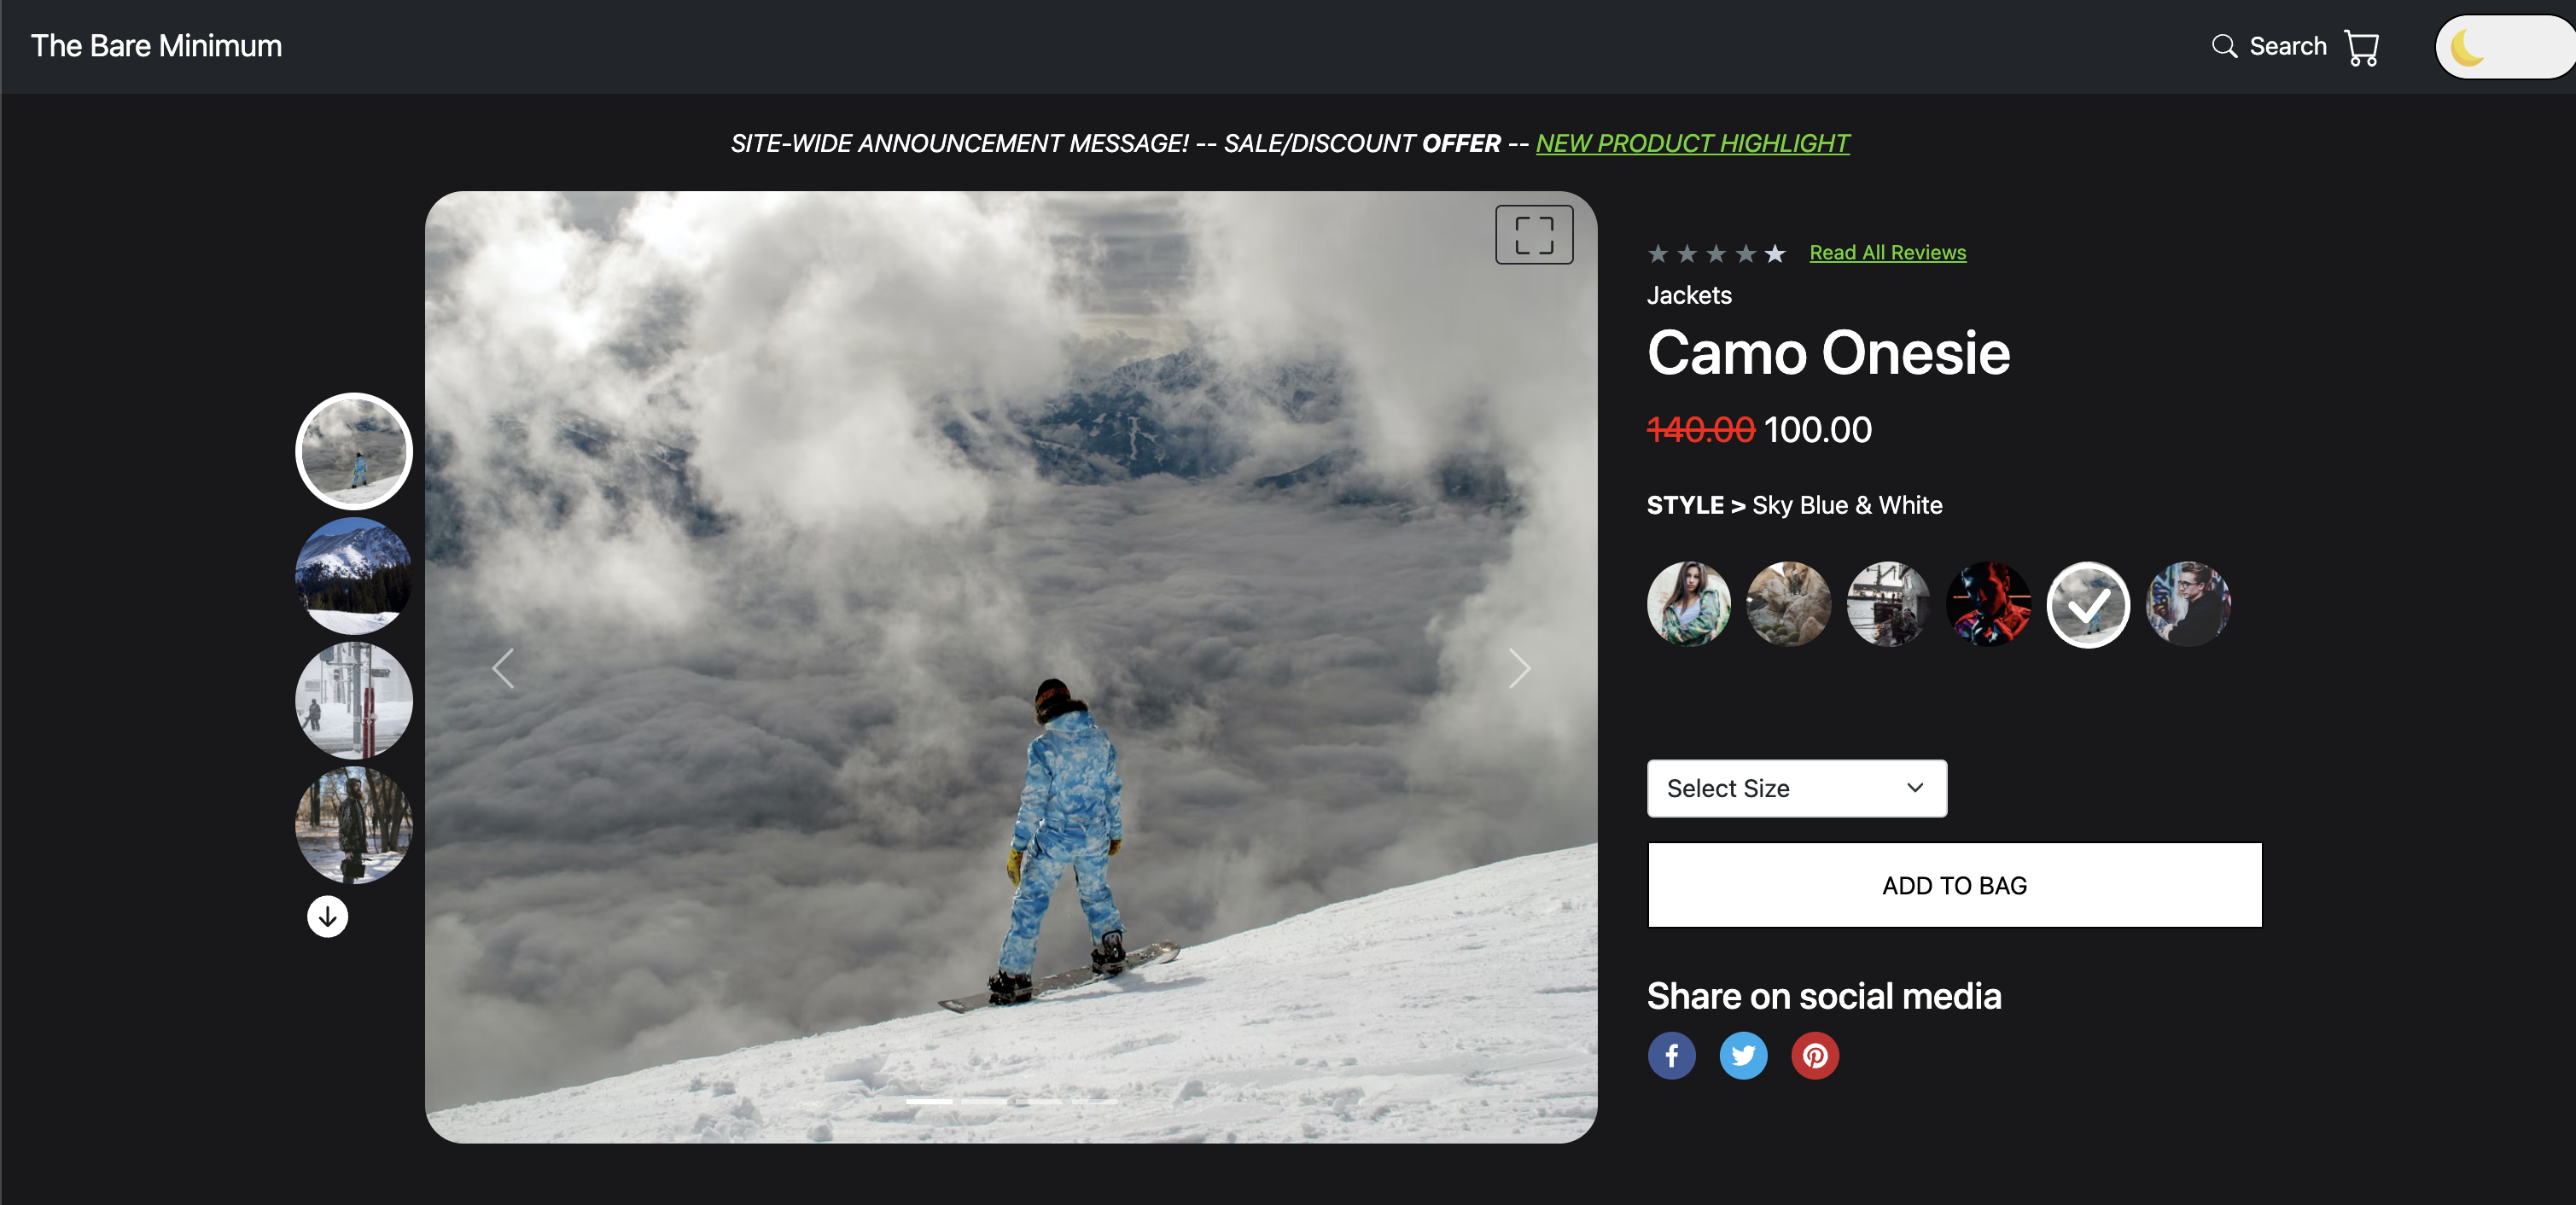 The Bare Minimum
Search
SITE-WIDE ANNOUNCEMENT MESSAGE! -- SALE/DISCOUNT OFFER -- NEW PRODUCT HIGHLIGHT
Read All Reviews
Jackets
Camo Onesie
140.00 100.00
STYLE > Sky Blue & White
Select Size
ADD TO BAG
Share on social media